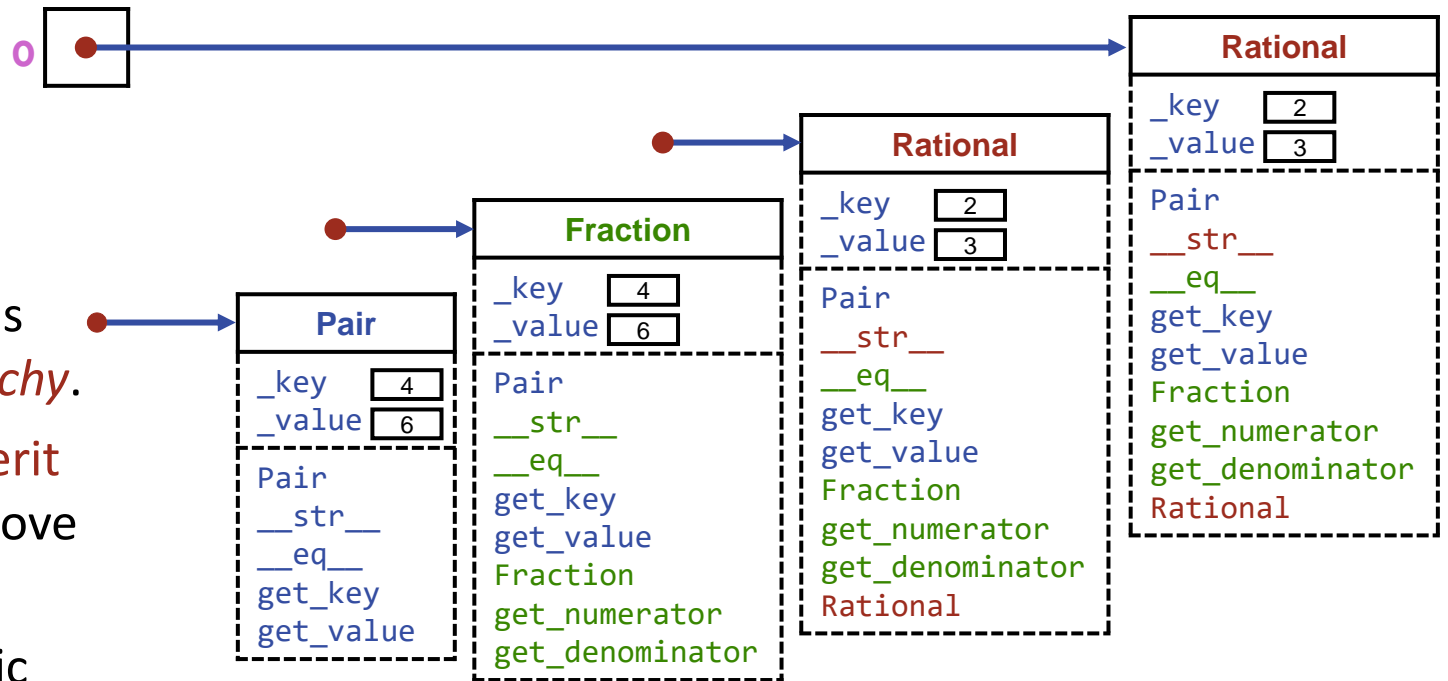 o
Rational
_key 2
_value 3
Pair
__str__
__eq__
get_key
get_value
Fraction
get_numerator
get_denominator
Rational
Rational
_key 2
_value 3
Pair
__str__
__eq__
get_key
get_value
Fraction
get_numerator
get_denominator
Rational
Fraction
_key 4
_value 6
Pair
__str__
__eq__
get_key
get_value
Fraction
get_numerator
get_denominator
Pair
_key 4
_value 6
Pair
__str__
__eq__
get_key
get_value
s
chy.
erit
ove
ic